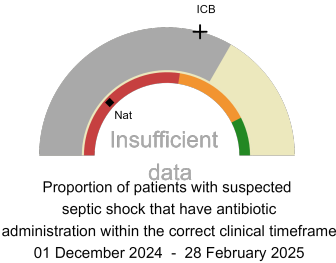 ICB
Nat
Insufficient
data
Proportion of patients with suspected
septic shock that have antibiotic
administration within the correct clinical timeframe
01 December 2024 - 28 February 2025